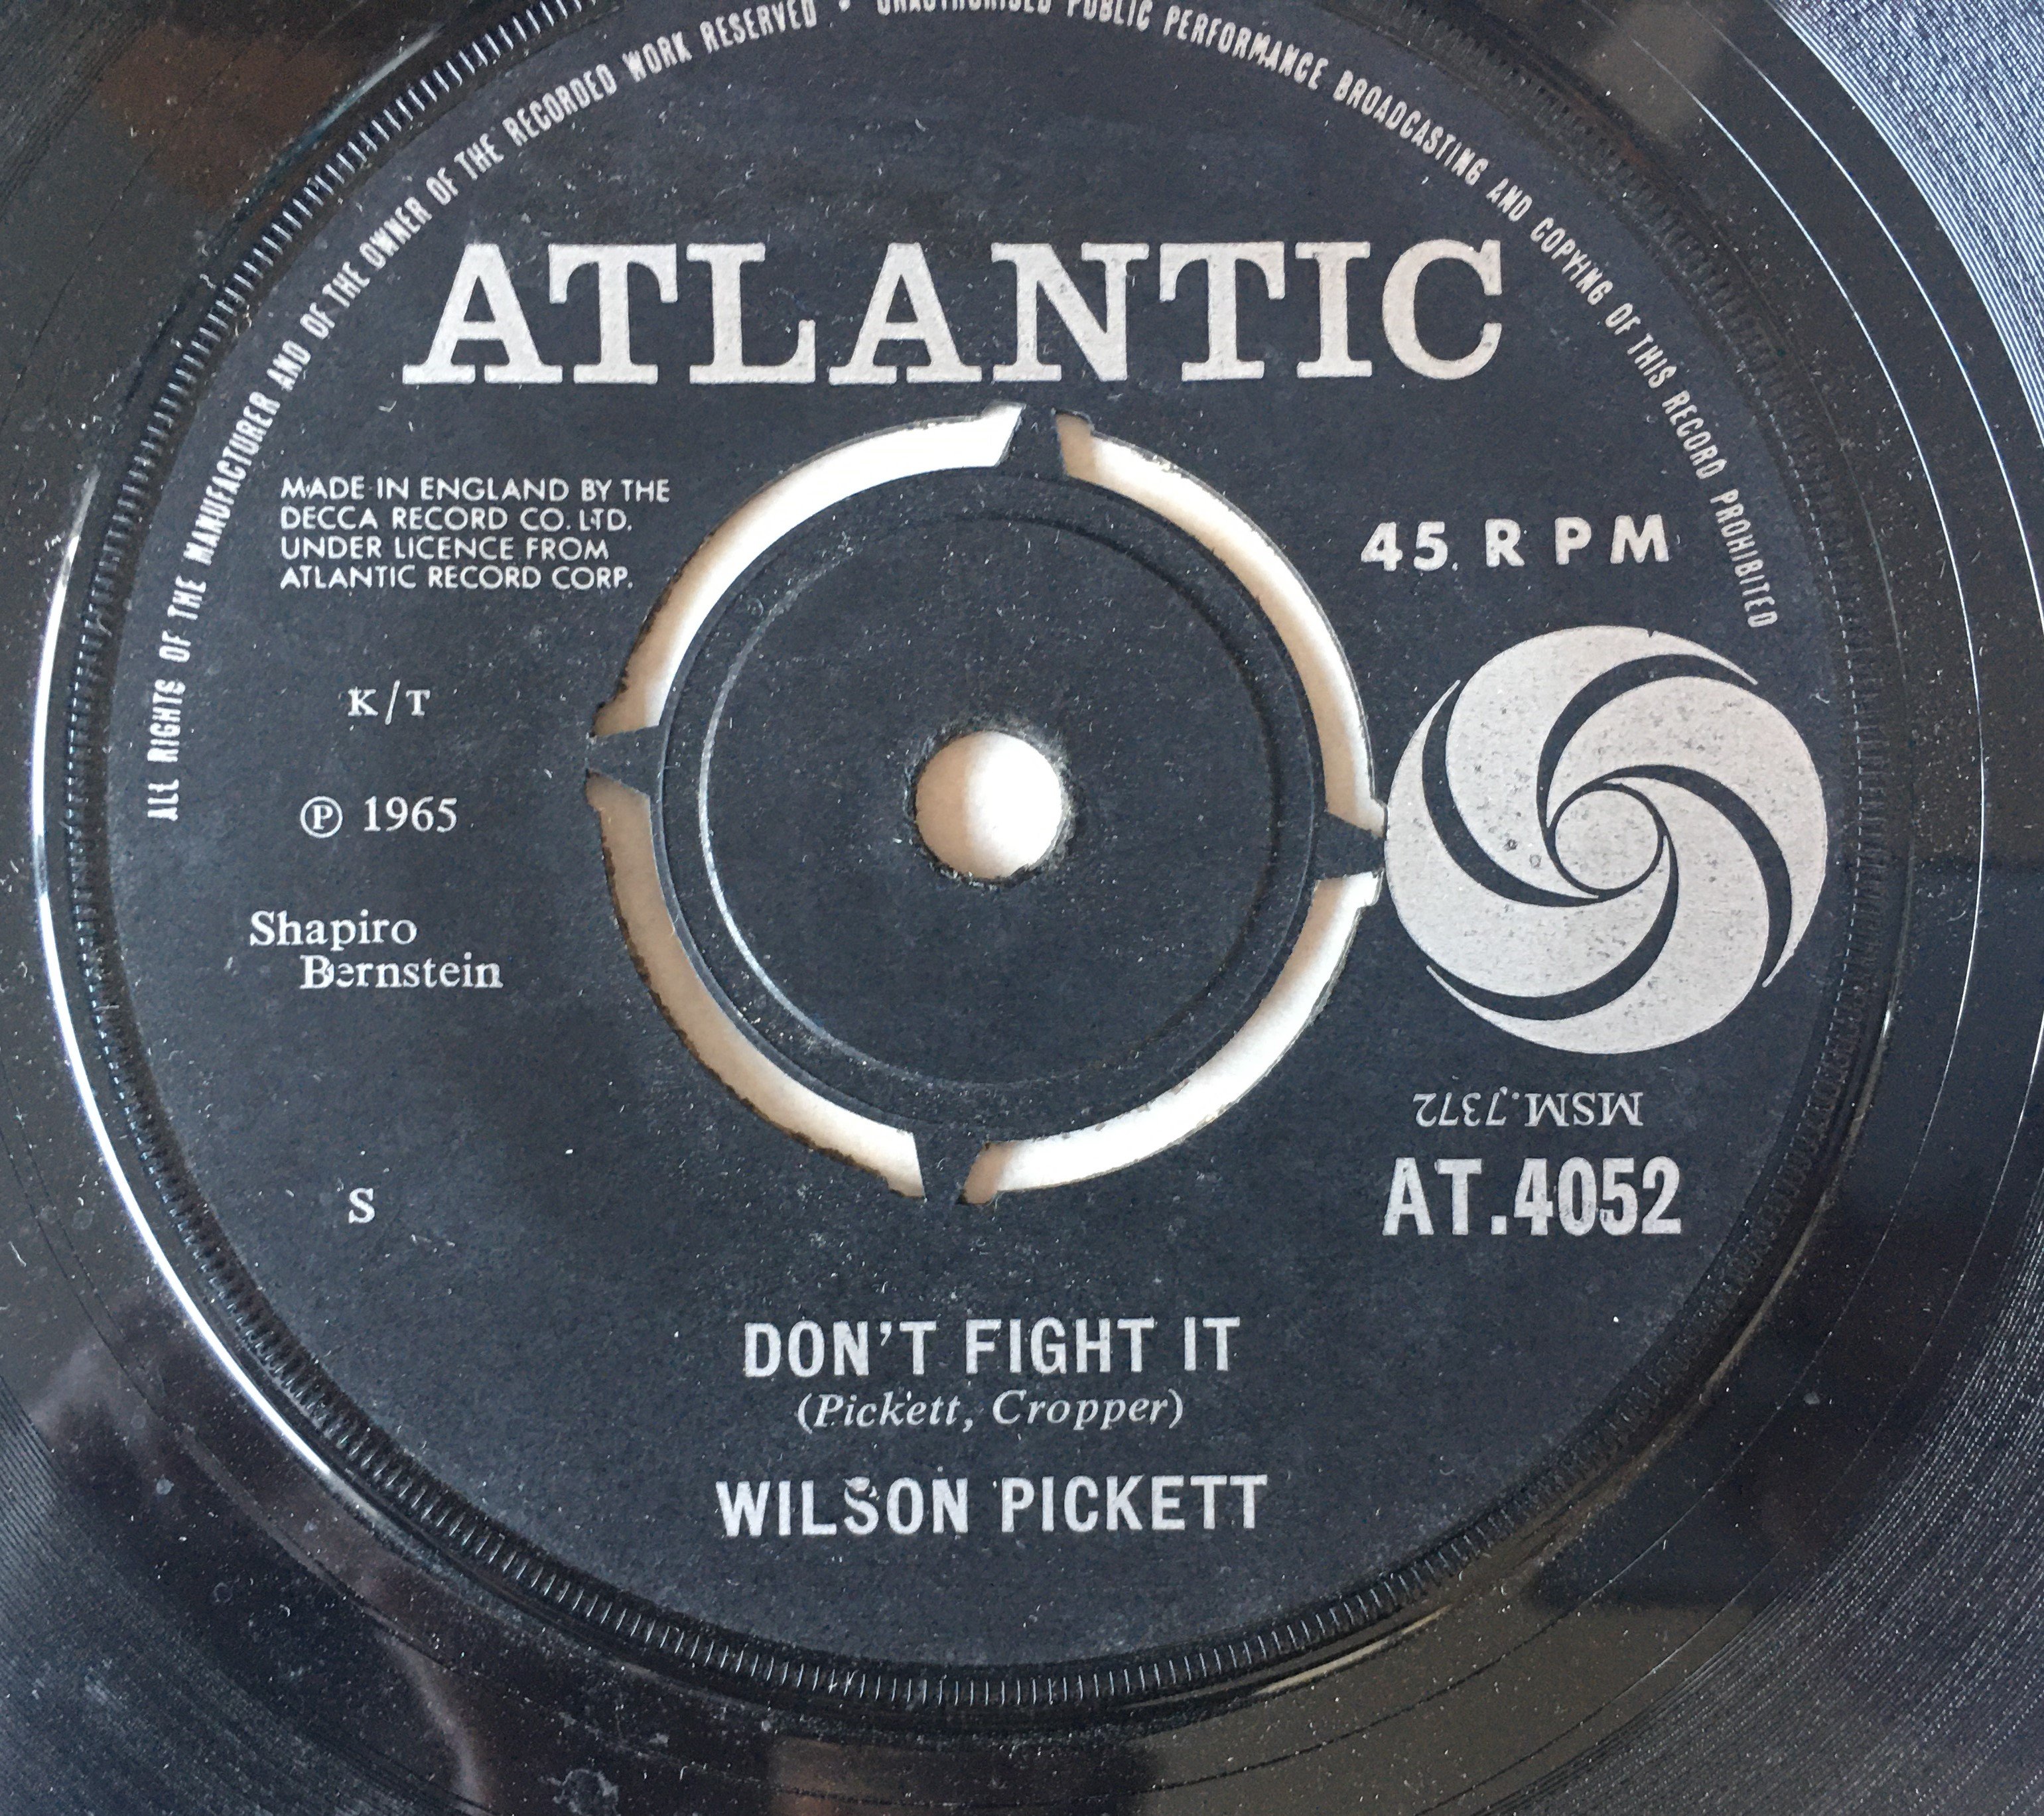 ALL RIGHTS OF THE MANUFACTURER AND OF THE OWNER OF THE RECORDED WORK RESERVED • UNAUTHORISED PUBLIC PERFORMANCE BROADCASTING AND COPYING OF THIS RECORD PROHIBITED
ATLANTIC
MADE IN ENGLAND BY THE
DECCA RECORD CO. LTD.
UNDER LICENCE FROM
ATLANTIC RECORD CORP.
45 RPM
K/T
℗ 1965
Shapiro
Bernstein
MSM.7372
AT.4052
S
DON'T FIGHT IT
(Pickett, Cropper)
WILSON PICKETT